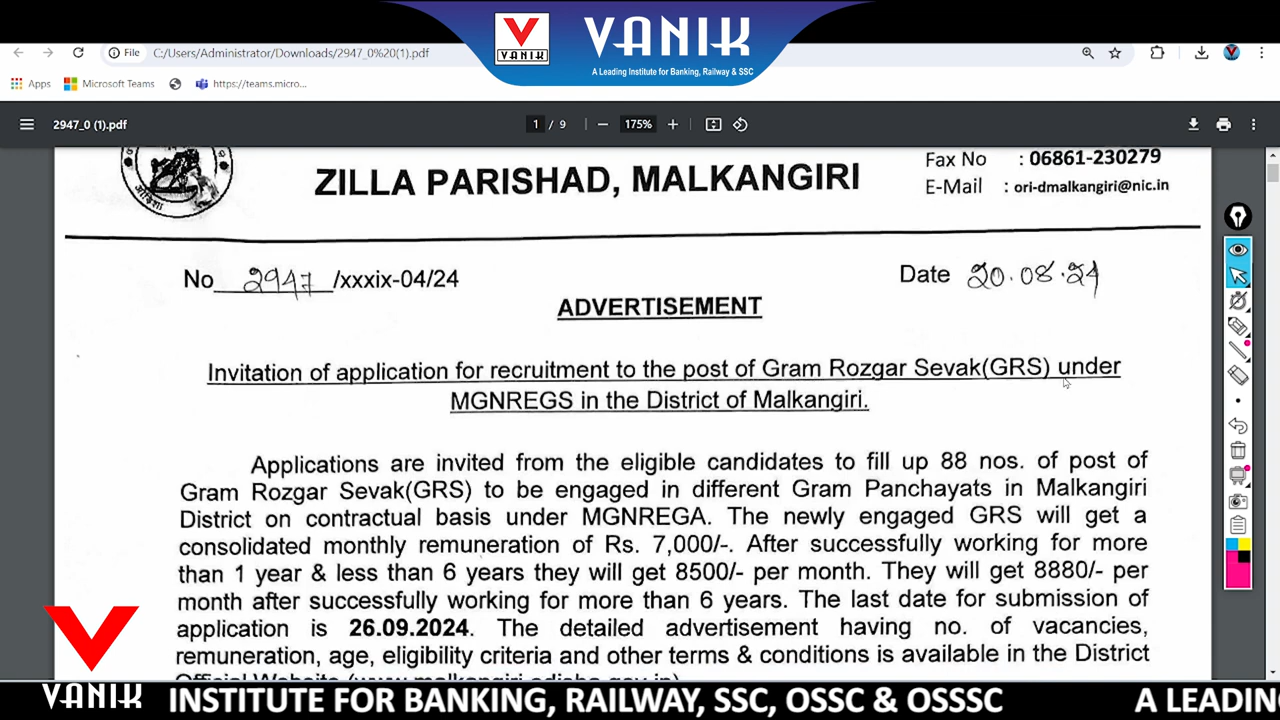 VANIK
VANIK
A Leading Institute for Banking, Railway & SSC
File C:/Users/Administrator/Downloads/2947_0%20(1).pdf
Apps Microsoft Teams https://teams.micro...
2947_0 (1).pdf 1 / 9 175%
Fax No : 06861-230279
ZILLA PARISHAD, MALKANGIRI
E-Mail : ori-dmalkangiri@nic.in
No 2947 /xxxix-04/24 Date 20.08.24
ADVERTISEMENT
Invitation of application for recruitment to the post of Gram Rozgar Sevak(GRS) under
MGNREGS in the District of Malkangiri.
Applications are invited from the eligible candidates to fill up 88 nos. of post of
Gram Rozgar Sevak(GRS) to be engaged in different Gram Panchayats in Malkangiri
District on contractual basis under MGNREGA. The newly engaged GRS will get a
consolidated monthly remuneration of Rs. 7,000/-. After successfully working for more
than 1 year & less than 6 years they will get 8500/- per month. They will get 8880/- per
month after successfully working for more than 6 years. The last date for submission of
application is 26.09.2024. The detailed advertisement having no. of vacancies,
remuneration, age, eligibility criteria and other terms & conditions is available in the District
Official Website (www.malkangiri.odisha.gov.in)
VANIK INSTITUTE FOR BANKING, RAILWAY, SSC, OSSC & OSSSC A LEADING